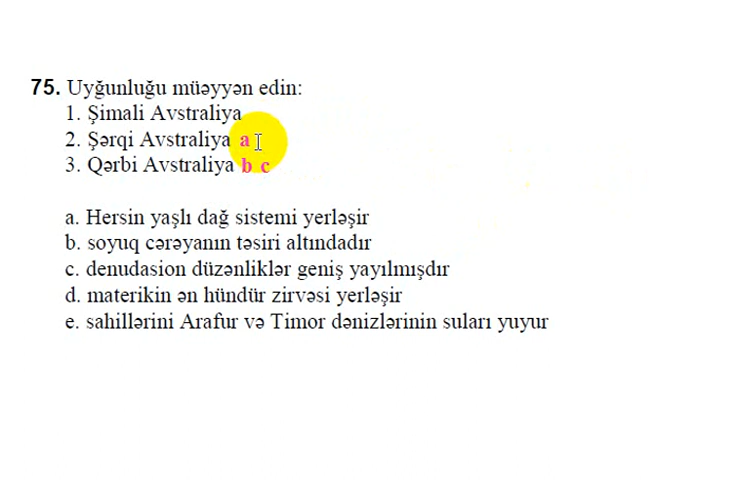 75. Uyğunluğu müəyyən edin:
1. Şimali Avstraliya
2. Şərqi Avstraliya a
3. Qərbi Avstraliya b c
a. Hersin yaşlı dağ sistemi yerləşir
b. soyuq cərəyanın təsiri altındadır
c. denudasion düzənliklər geniş yayılmışdır
d. materikin ən hündür zirvəsi yerləşir
e. sahillərini Arafur və Timor dənizlərinin suları yuyur